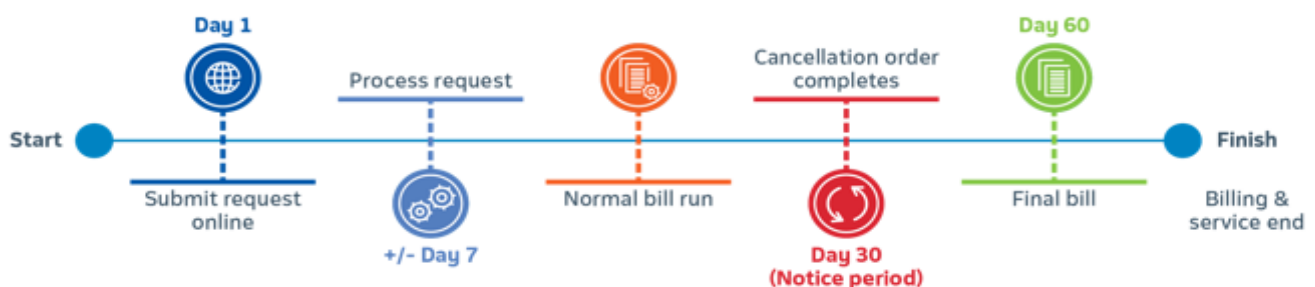 Start
Day 1
Submit request
online
Process request
+/- Day 7
Normal bill run
Cancellation order
completes
Day 30
(Notice period)
Day 60
Final bill
Finish
Billing &
service end